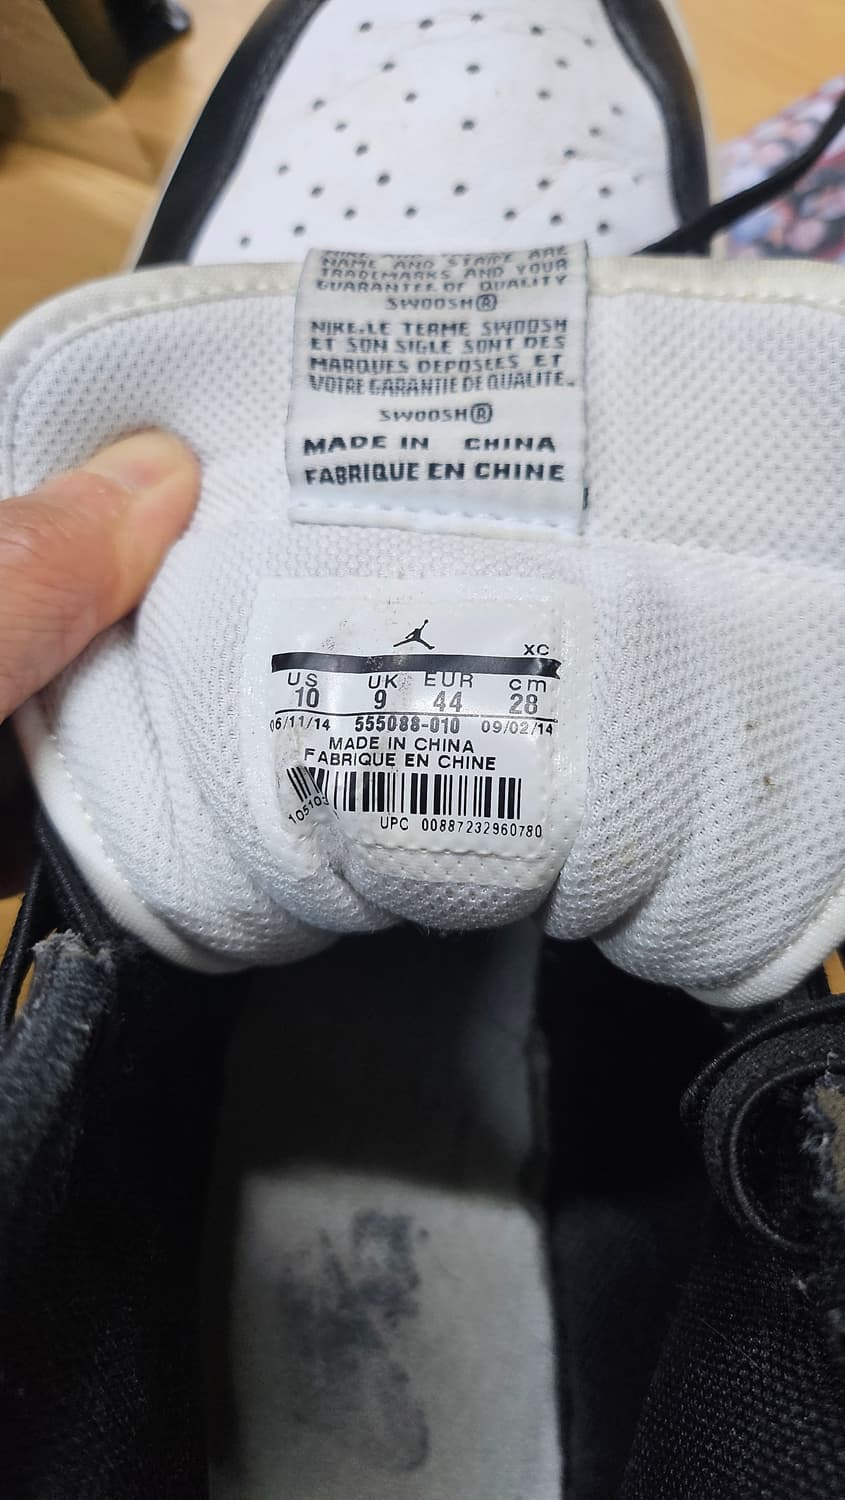 NAME AND STRIPE ARE
TRADEMARKS AND YOUR
GUARANTEE OF QUALITY
SWOOSH®
NIKE.LE TERME SWOOSH
ET SON SIGLE SONT DES
MARQUES DEPOSEES ET
VOTRE GARANTIE DE QUALITE.
SWOOSH®
MADE IN CHINA
FABRIQUE EN CHINE
XC
US UK EUR cm
10 9 44 28
06/11/14 555088-010 09/02/14
MADE IN CHINA
FABRIQUE EN CHINE
105103
UPC 00887232960780